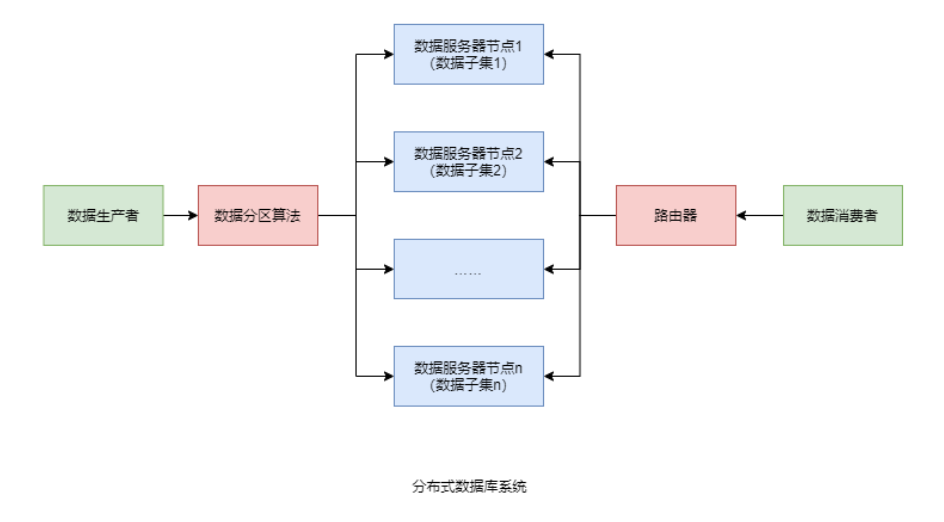 数据服务器节点1
（数据子集1）
数据服务器节点2
（数据子集2）
数据生产者
数据分区算法
路由器
数据消费者
……
数据服务器节点n
（数据子集n）
分布式数据库系统